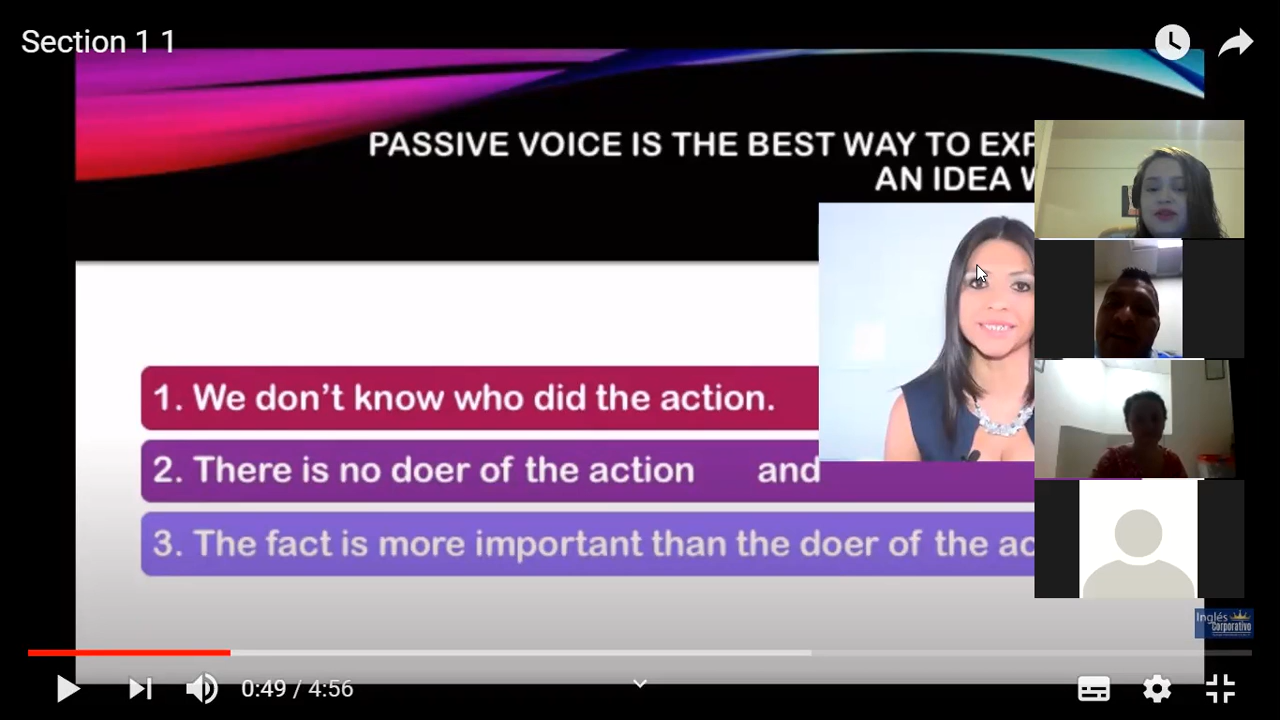 Section 1 1
PASSIVE VOICE IS THE BEST WAY TO
AN IDEA
1. We don't know who did the action.
2. There is no doer of the action and
3. The fact is more important than the doer of the
Inglés
Corporativo
0:49 / 4:56